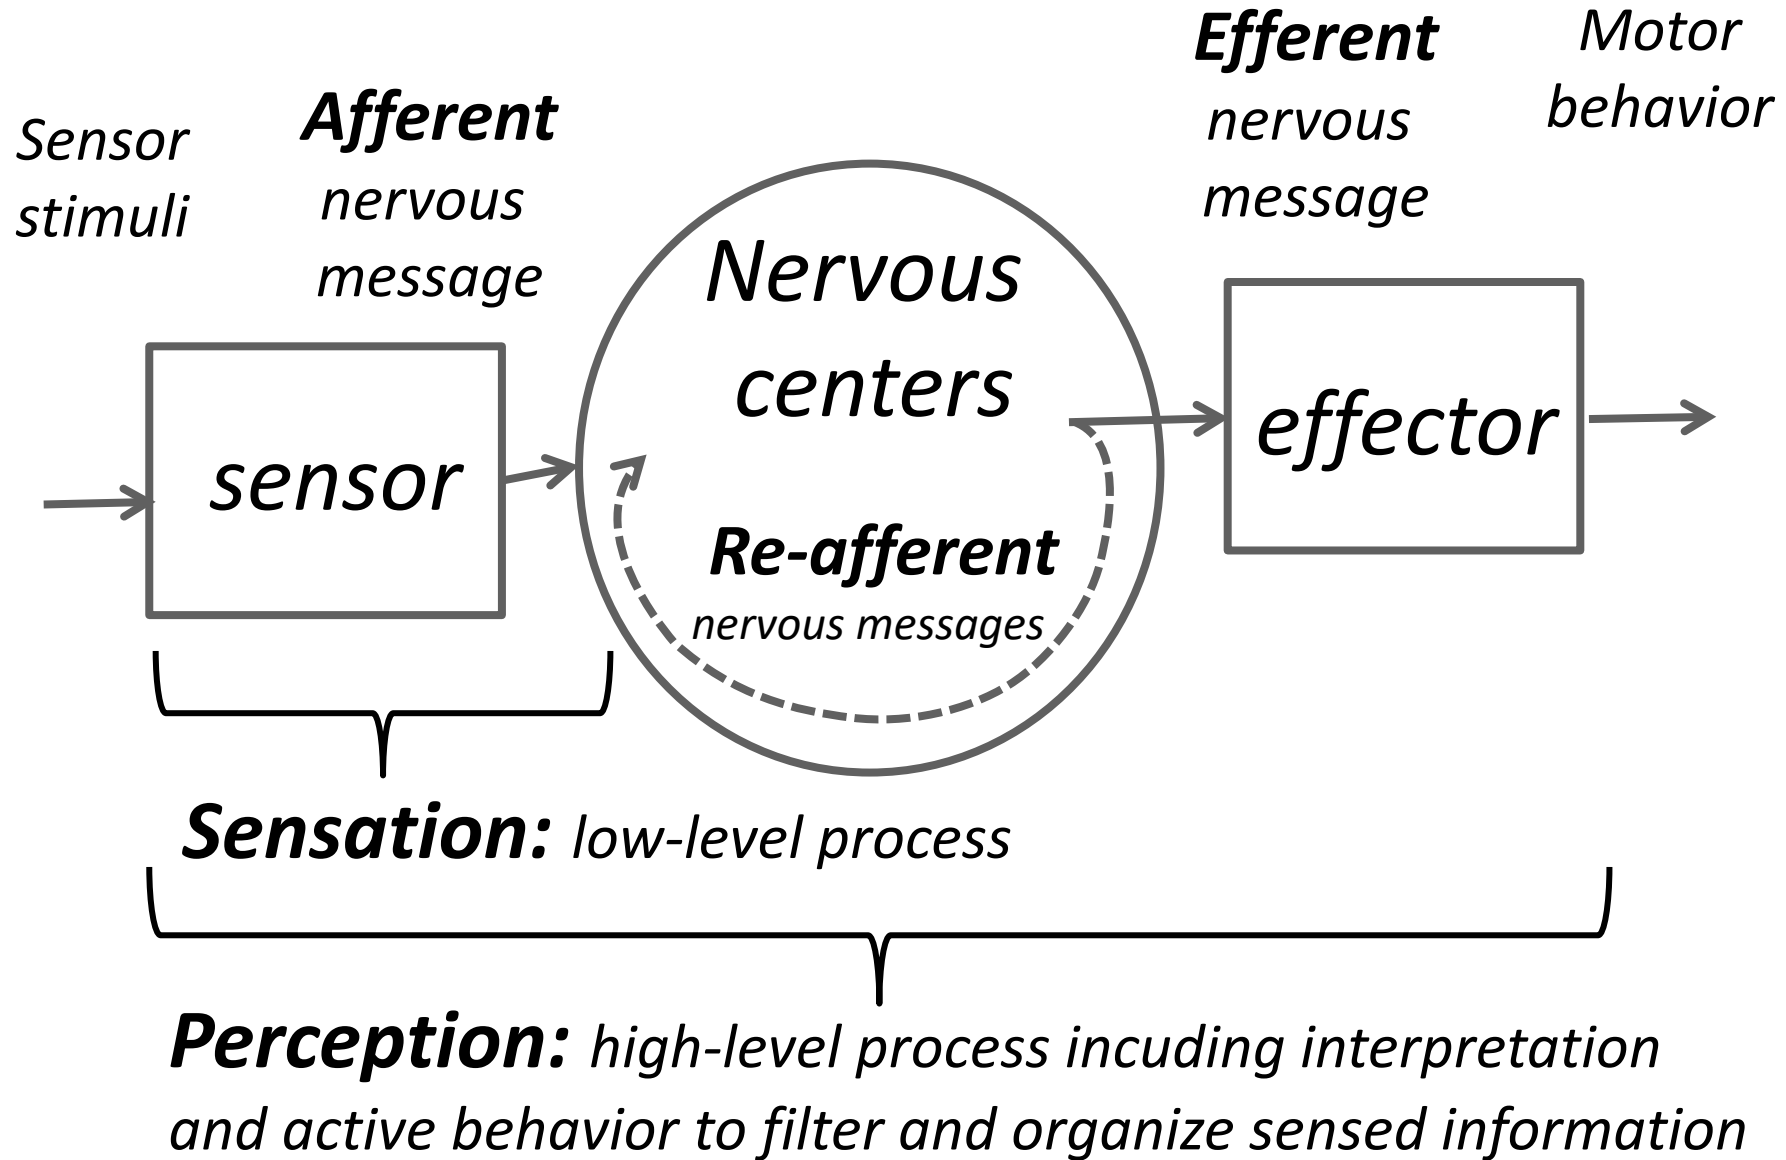 Sensor
stimuli
Afferent
nervous
message
Efferent
nervous
message
Motor
behavior
Nervous
centers
sensor
effector
Re-afferent
nervous messages
Sensation: low-level process
Perception: high-level process incuding interpretation
and active behavior to filter and organize sensed information